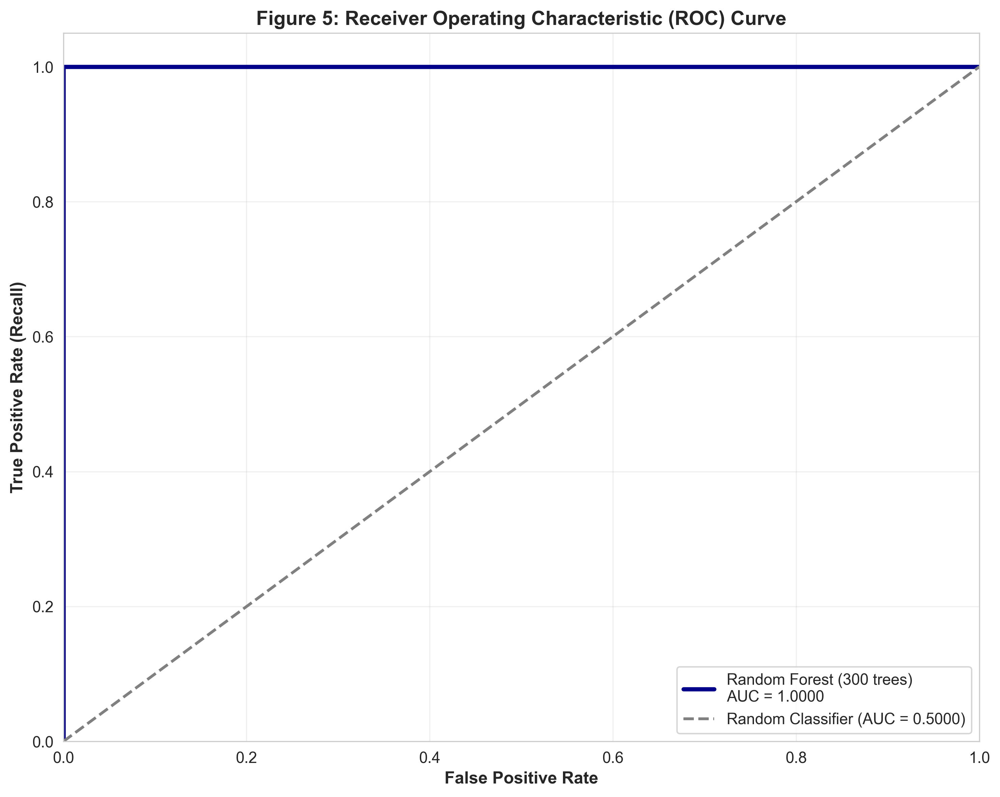 Figure 5: Receiver Operating Characteristic (ROC) Curve
True Positive Rate (Recall)
1.0
0.8
0.6
0.4
0.2
0.0
0.0 0.2 0.4 0.6 0.8 1.0
False Positive Rate
Random Forest (300 trees)
AUC = 1.0000
Random Classifier (AUC = 0.5000)